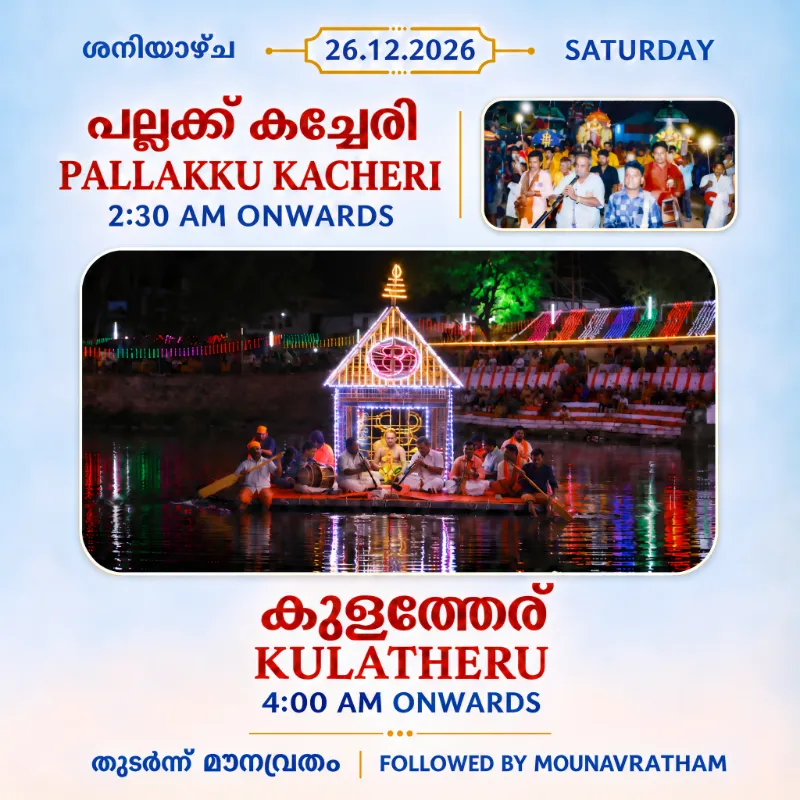 ശനിയാഴ്ച
26.12.2026
SATURDAY
പല്ലക്ക് കച്ചേരി
PALLAKKU KACHERI
2:30 AM ONWARDS
കുളത്തേര്
KULATHERU
4:00 AM ONWARDS
തുടർന്ന് മൗനവ്രതം
FOLLOWED BY MOUNAVRATHAM